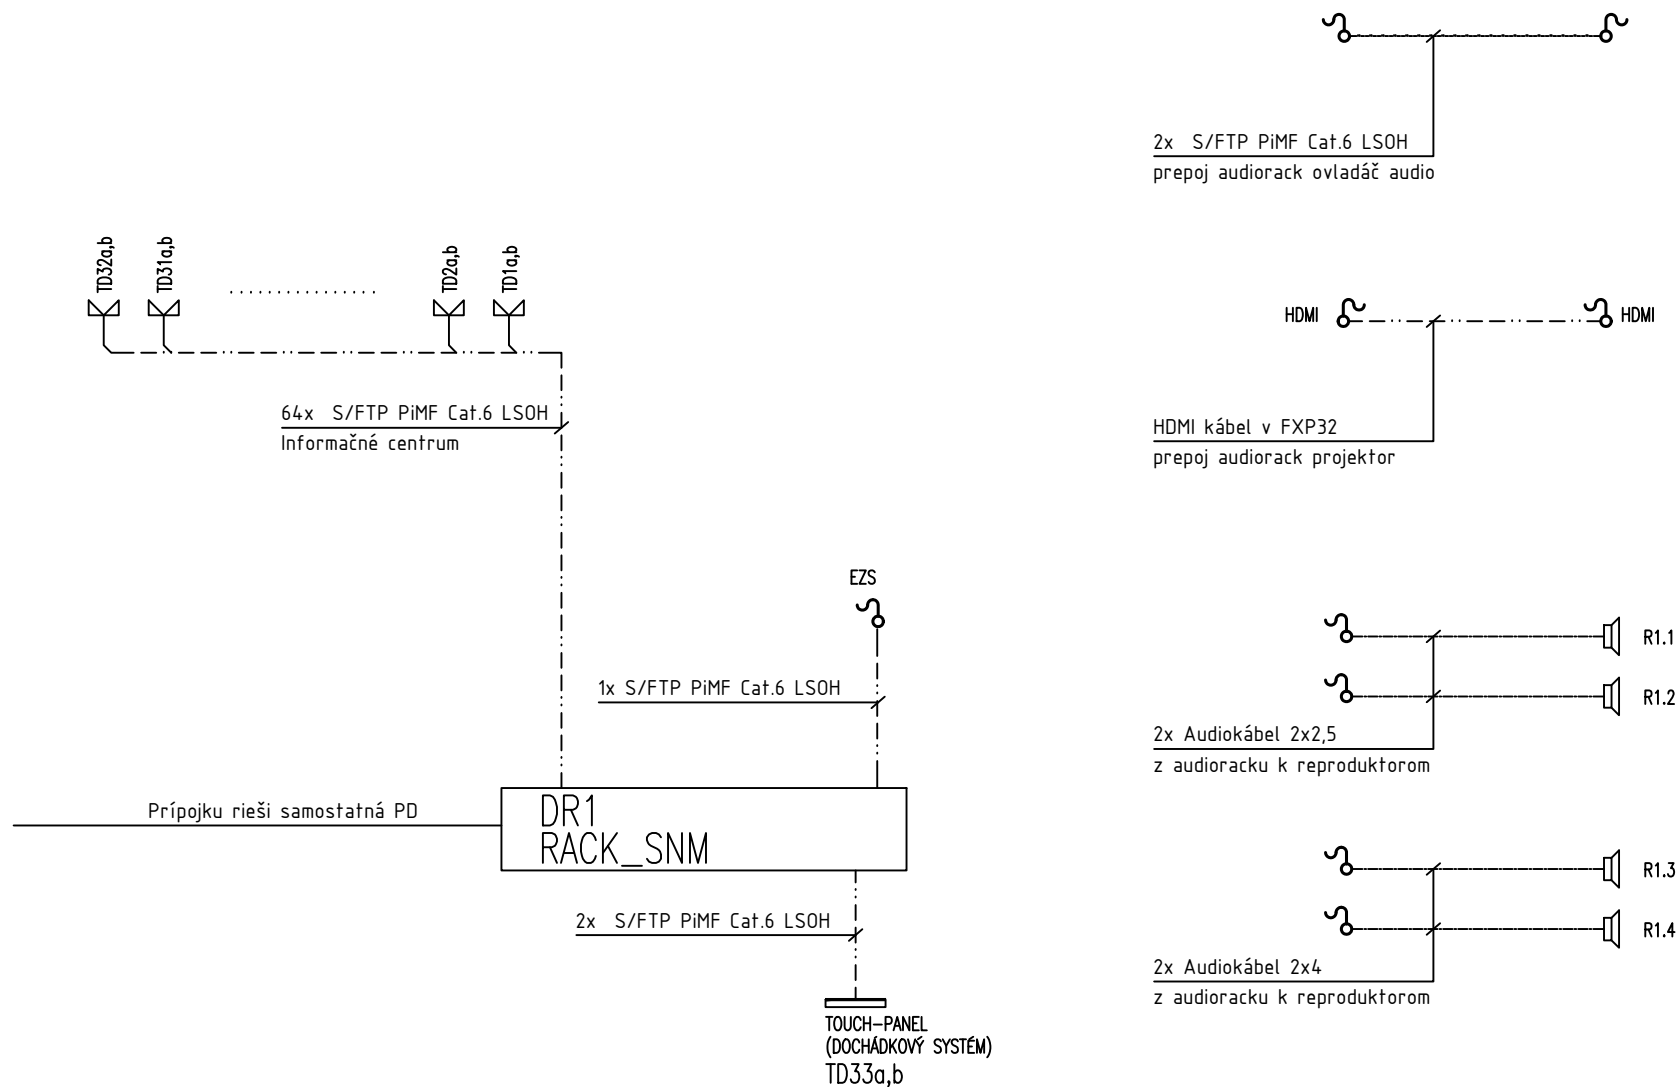 2x S/FTP PiMF Cat.6 LSOH
prepoj audiorack ovladáč audio
TD32a,b
TD31a,b
TD2a,b
TD1a,b
64x S/FTP PiMF Cat.6 LSOH
Informačné centrum
HDMI
HDMI
HDMI kábel v FXP32
prepoj audiorack projektor
EZS
1x S/FTP PiMF Cat.6 LSOH
R1.1
R1.2
2x Audiokábel 2x2,5
z audioracku k reproduktorom
Prípojku rieši samostatná PD
DR1
RACK_SNM
2x S/FTP PiMF Cat.6 LSOH
TOUCH-PANEL
(DOCHÁDKOVÝ SYSTÉM)
TD33a,b
R1.3
R1.4
2x Audiokábel 2x4
z audioracku k reproduktorom